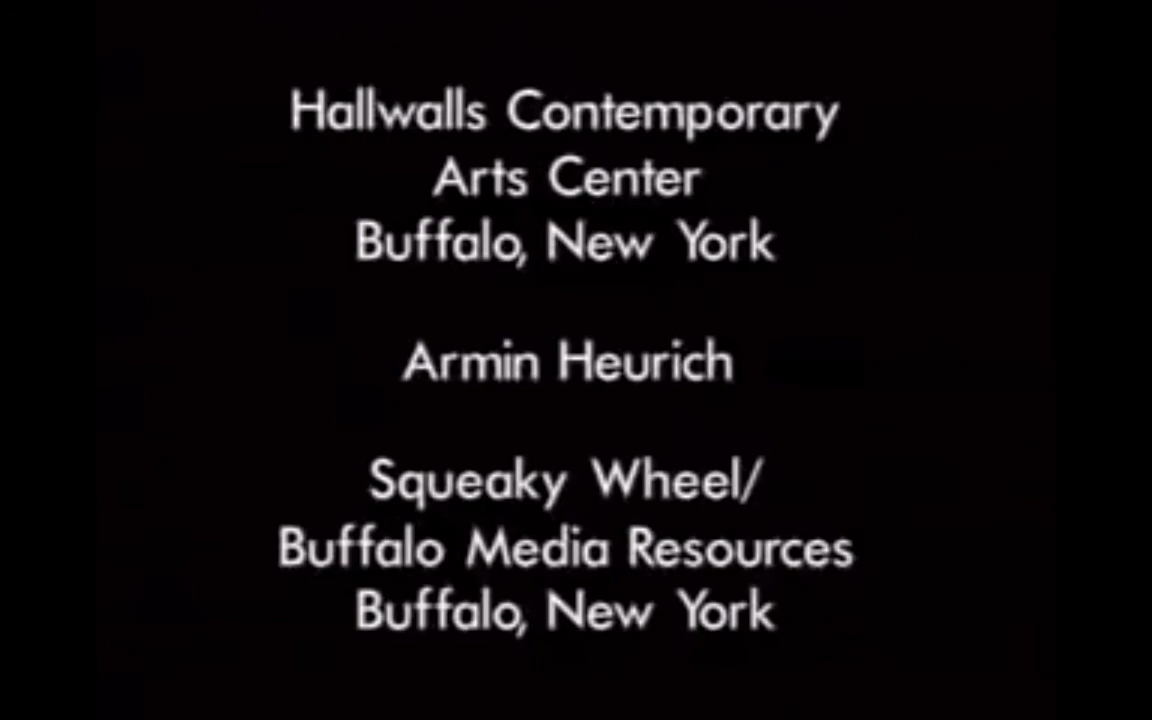 Hallwalls Contemporary
Arts Center
Buffalo, New York
Armin Heurich
Squeaky Wheel/
Buffalo Media Resources
Buffalo, New York